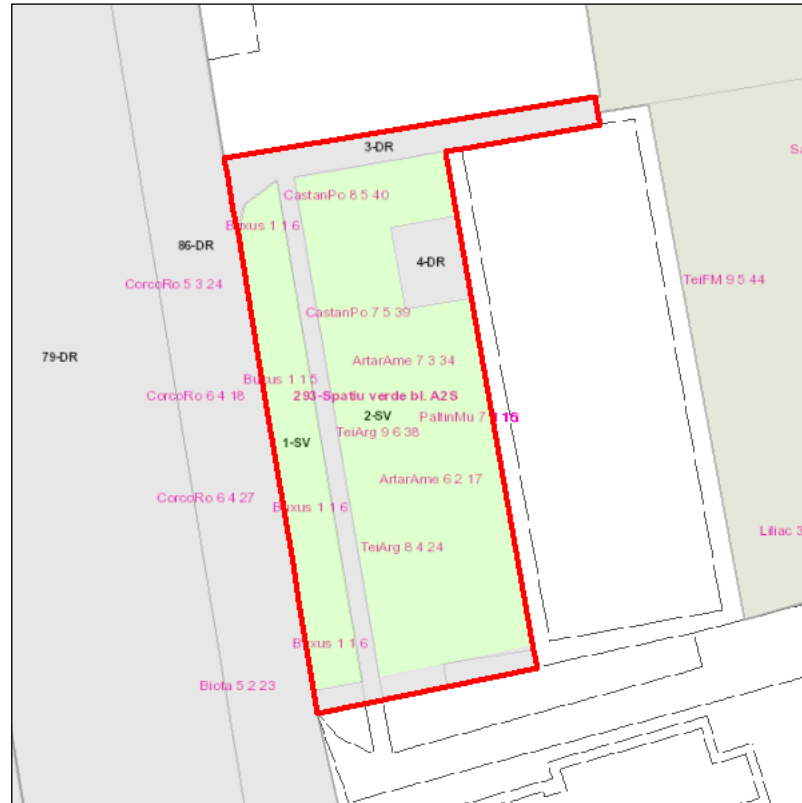 3-DR
Sa
CastanPo 8 5 40
Buxus 1 1 6
86-DR
4-DR
CorcoRo 5 3 24
TeiFM 9 5 44
CastanPo 7 5 39
79-DR
ArtarAme 7 3 34
Buxus 1 1 5
CorcoRo 6 4 18
293-Spatiu verde bl. A2S
2-SV
PaltinMu 7
TeiArg 9 6 38
1-SV
ArtarAme 6 2 17
CorcoRo 6 4 27
Buxus 1 1 6
Liliac 3
TeiArg 8 4 24
Buxus 1 1 6
Biota 5 2 23